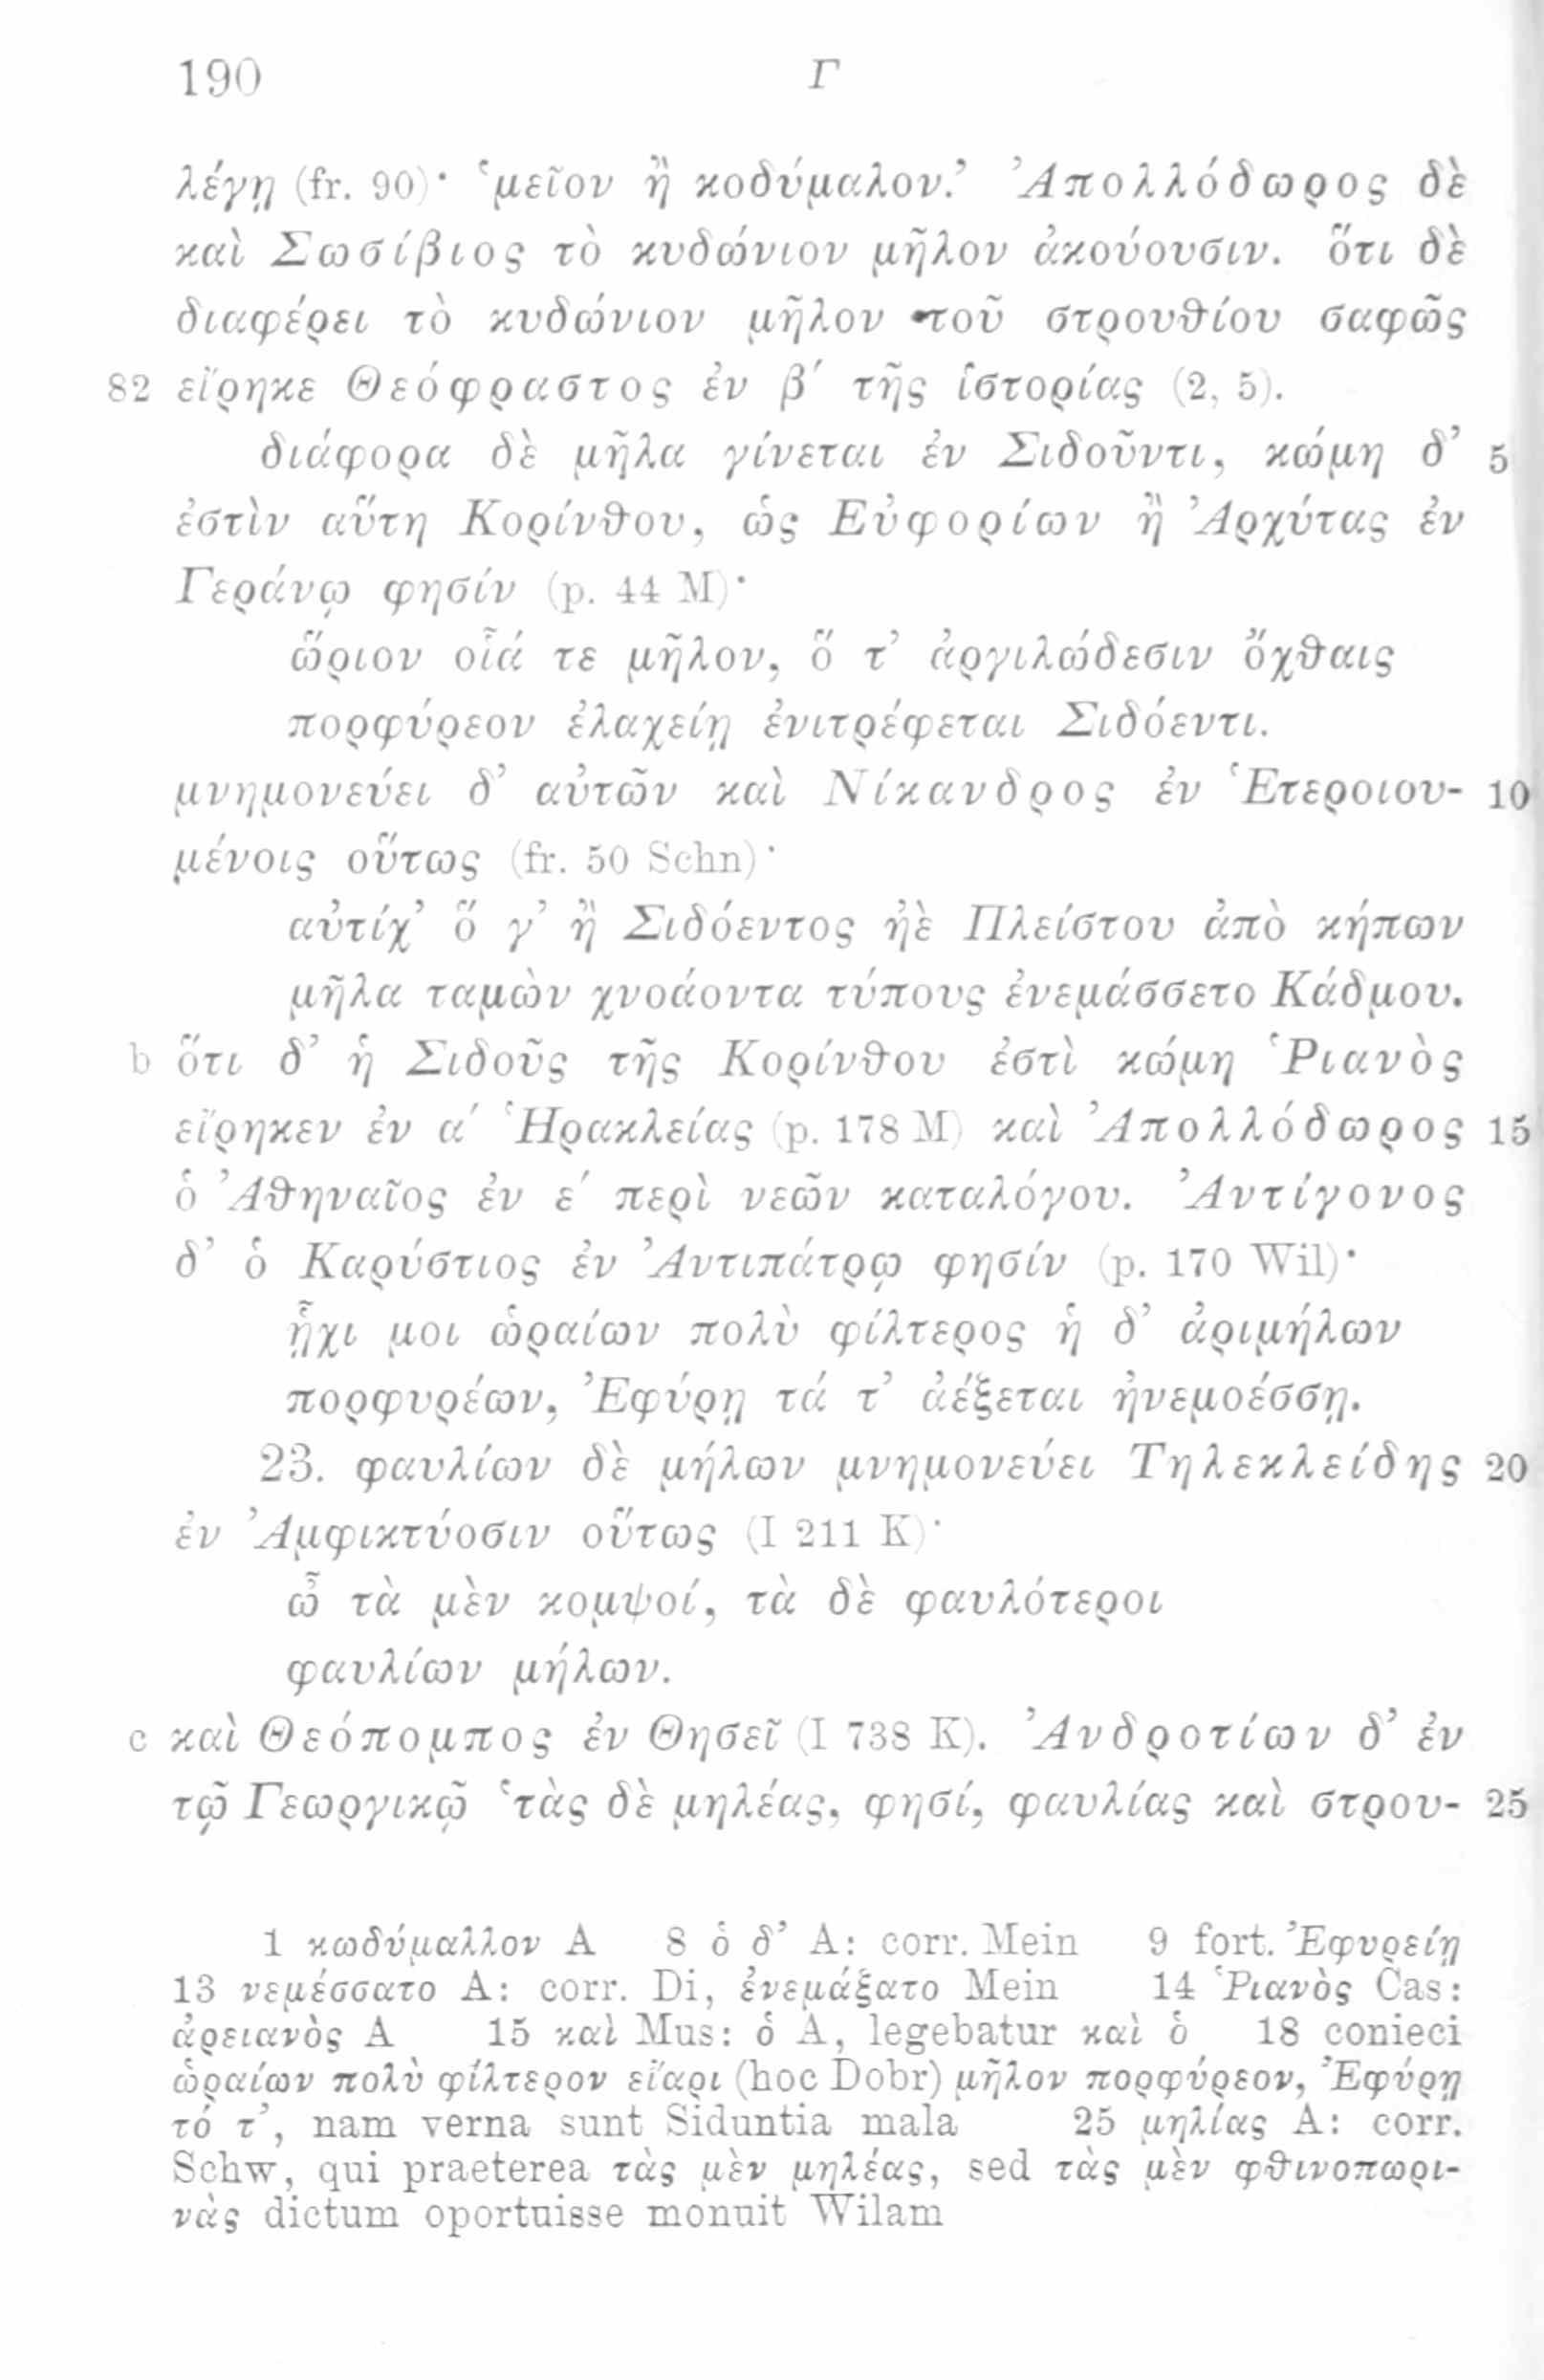 190 Γ
λέγῃ (fr. 90)· ‘μεῖον ἢ κοδύμαλον.’ Ἀπολλόδωρος δὲ
καὶ Σωσίβιος τὸ κυδώνιον μῆλον ἀκούουσιν. ὅτι δὲ
διαφέρει τὸ κυδώνιον μῆλον τοῦ στρουθίου σαφῶς
82 εἴρηκε Θεόφραστος ἐν β′ τῆς ἱστορίας (2, 5).
διάφορα δὲ μῆλα γίνεται ἐν Σιδοῦντι, κώμη δ’ 5
ἐστὶν αὕτη Κορίνθου, ὡς Εὐφορίων ἢ Ἀρχύτας ἐν
Γεράνῳ φησίν (p. 44 M)·
ὥριον οἷά τε μῆλον, ὅ τ’ ἀργιλώδεσιν ὄχθαις
πορφύρεον ἐλαχείῃ ἐνιτρέφεται Σιδόεντι.
μνημονεύει δ’ αὐτῶν καὶ Νίκανδρος ἐν Ἑτεροιου- 10
μένοις οὕτως (fr. 50 Schn)·
αὐτίχ’ ὅ γ’ ἢ Σιδόεντος ἠὲ Πλείστου ἀπὸ κήπων
μῆλα ταμὼν χνοάοντα τύπους ἐνεμάσσετο Κάδμου.
b ὅτι δ’ ἡ Σιδοῦς τῆς Κορίνθου ἐστὶ κώμη Ῥιανὸς
εἴρηκεν ἐν α′ Ἡρακλείας (p. 178 M) καὶ Ἀπολλόδωρος 15
ὁ Ἀθηναῖος ἐν ε′ περὶ νεῶν καταλόγου. Ἀντίγονος
δ’ ὁ Καρύστιος ἐν Ἀντιπάτρῳ φησίν (p. 170 Wil)·
ἧχί μοι ὡραίων πολὺ φίλτερος ἡ δ’ ἀριμήλων
πορφυρέων, Ἐφύρῃ τά τ’ ἀέξεται ἠνεμοέσσῃ.
23. φαυλίων δὲ μήλων μνημονεύει Τηλεκλείδης 20
ἐν Ἀμφικτύοσιν οὕτως (I 211 K)·
ὦ τὰ μὲν κομψοί, τὰ δὲ φαυλότεροι
φαυλίων μήλων.
c καὶ Θεόπομπος ἐν Θησεῖ (I 738 K). Ἀνδροτίων δ’ ἐν
τῷ Γεωργικῷ ‘τὰς δὲ μηλέας, φησί, φαυλίας καὶ στρου- 25
1 κωδύμαλλον A 8 ὁ δ’ A: corr. Mein 9 fort. Ἐφυρείῃ
13 νεμέσσατο A: corr. Di, ἐνεμάξατο Mein 14 Ῥιανὸς Cas:
ἀρειανὸς A 15 καὶ Mus: ὁ A, legebatur καὶ ὁ 18 conieci
ὡραίων πολὺ φίλτερον εἴαρι (hoc Dobr) μῆλον πορφύρεον, Ἐφύρῃ
τό τ’, nam verna sunt Siduntia mala 25 μηλίας A: corr.
Schw, qui praeterea τὰς μὲν μηλέας, sed τὰς μὲν φθινοπωρι-
νὰς dictum oportuisse monuit Wilam